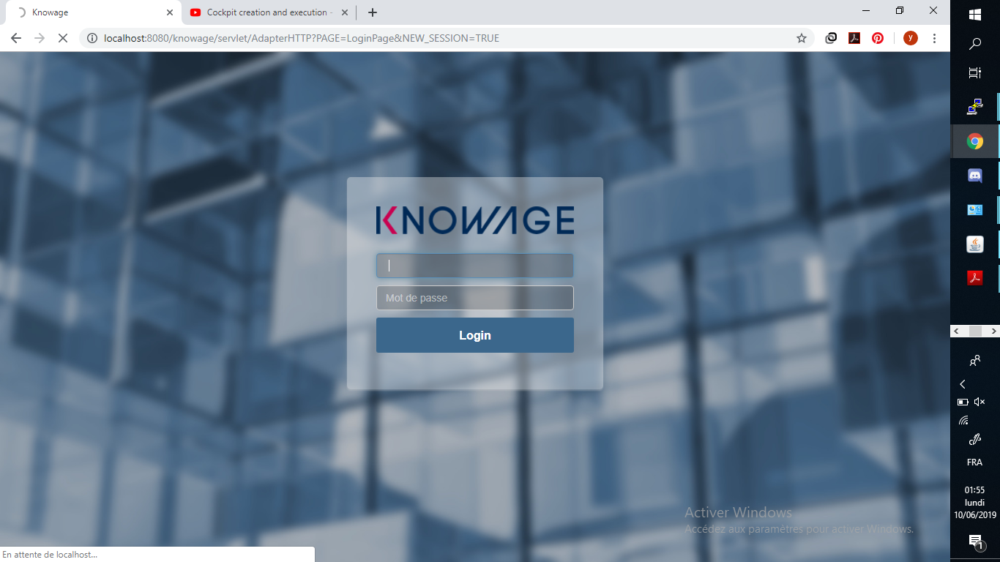 Knowage
Cockpit creation and execution -
localhost:8080/knowage/servlet/AdapterHTTP?PAGE=LoginPage&NEW_SESSION=TRUE
y
KNOWAGE
Mot de passe
Login
Activer Windows
Accédez aux paramètres pour activer Windows.
En attente de localhost...
FRA
01:55
lundi
10/06/2019
1